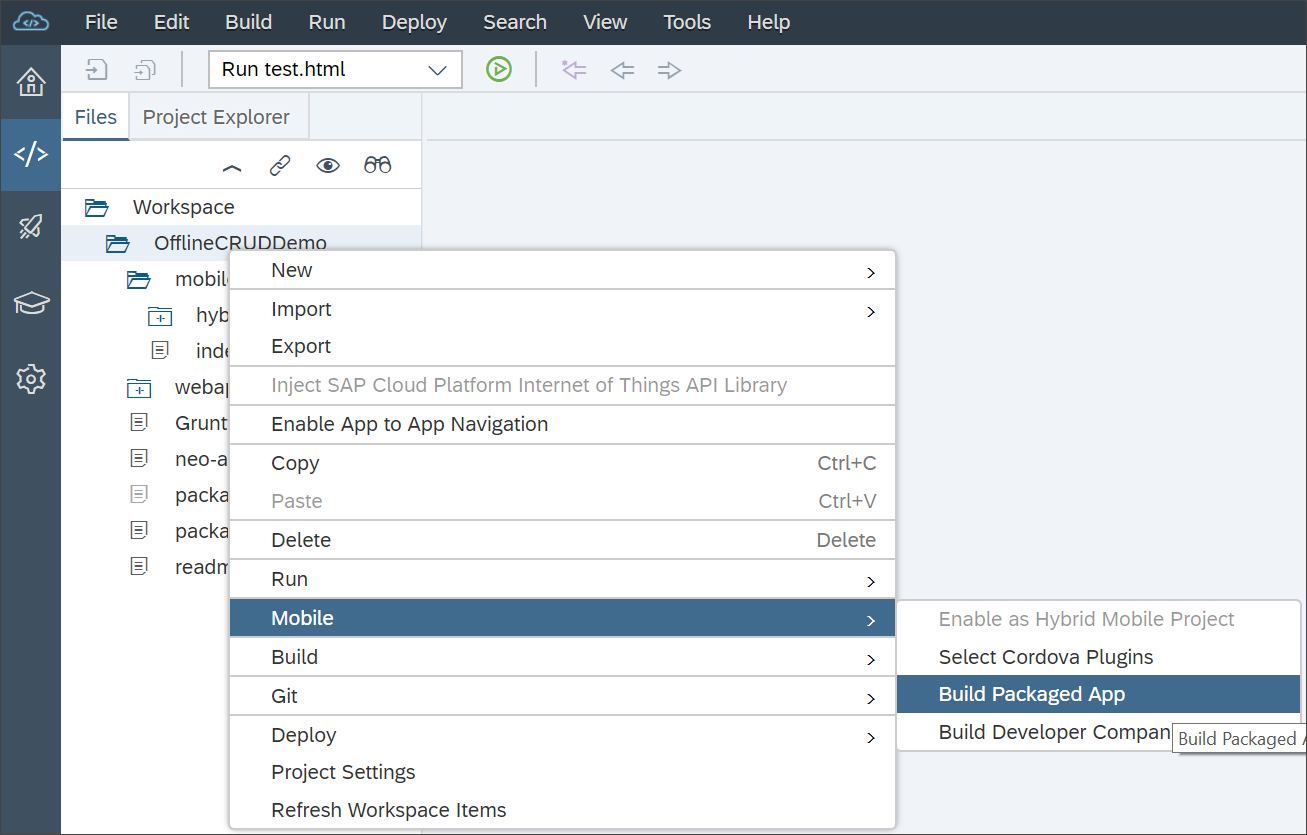 File Edit Build Run Deploy Search View Tools Help
Run test.html
Files Project Explorer
Workspace
OfflineCRUDDemo
New
Import
Export
Inject SAP Cloud Platform Internet of Things API Library
Enable App to App Navigation
Copy Ctrl+C
Paste Ctrl+V
Delete Delete
Run
Mobile
Enable as Hybrid Mobile Project
Select Cordova Plugins
Build Packaged App
Build Developer Compan
Build Packaged
Build
Git
Deploy
Project Settings
Refresh Workspace Items
mobil
hyb
inde
webap
Grunt
neo-a
packa
packa
readm